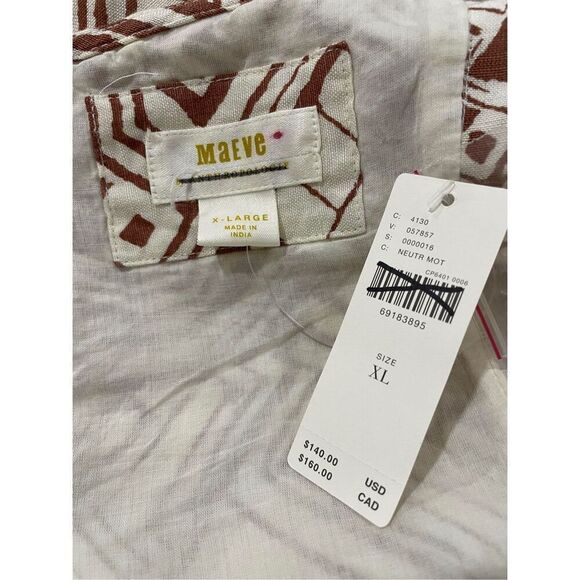 MAEVE
ANTHROPOLOGIE
X-LARGE
MADE IN
INDIA
C: 4130
V: 057857
S: 0000016
C: NEUTR MOT
CP6401 0006
69183895
SIZE
XL
$140.00 USD
$160.00 CAD